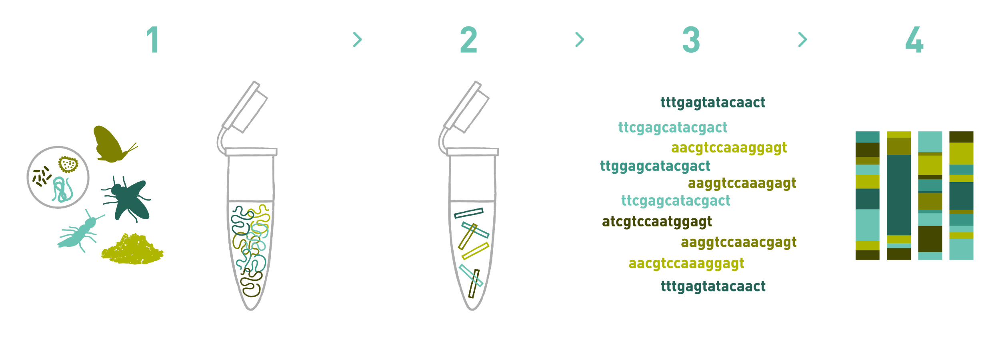 1 > 2 > 3 > 4
tttgagtatacaact
ttcgagcatacgact
aacgtccaaaggagt
ttggagcatacgact
aaggtccaaagagt
ttcgagcatacgact
atcgtccaatggagt
aaggtccaaacgagt
aacgtccaaaggagt
tttgagtatacaact